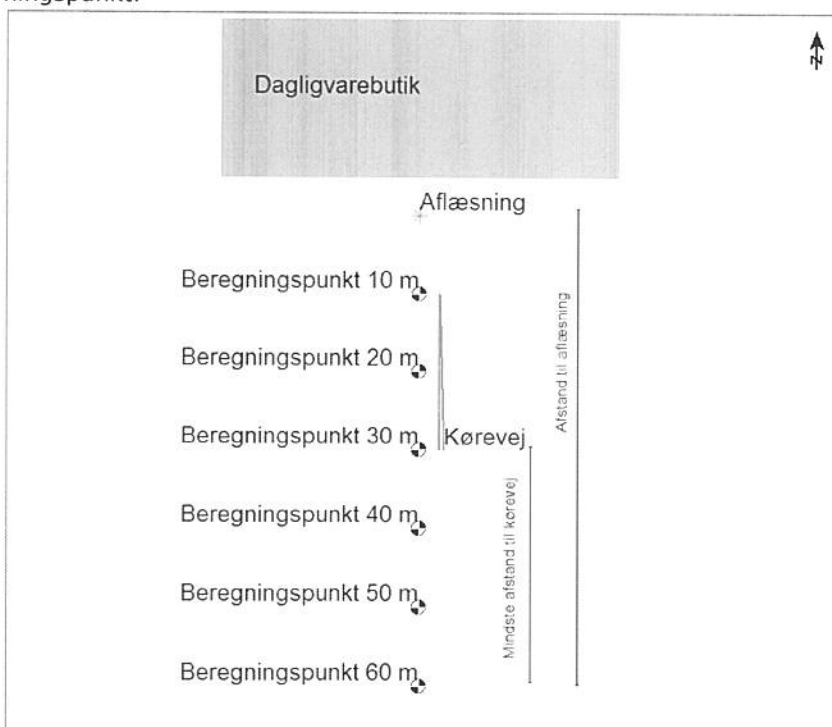 ningspunkt.
N
Dagligvarebutik
Aflæsning
Beregningspunkt 10 m
Beregningspunkt 20 m
Beregningspunkt 30 m
Kørevej
Beregningspunkt 40 m
Beregningspunkt 50 m
Beregningspunkt 60 m
Mindste afstand til kørevej
Afstand til aflæsning